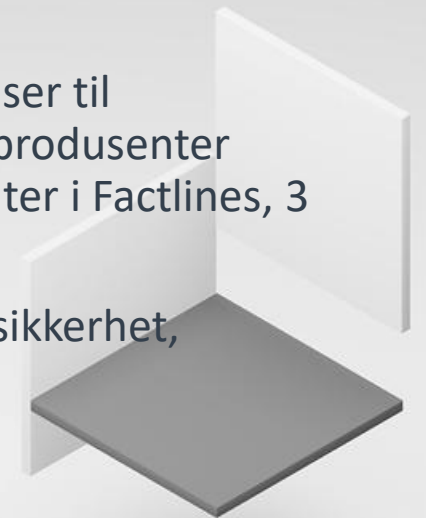 ser til
produsenter
ter i Factlines, 3
sikkerhet,